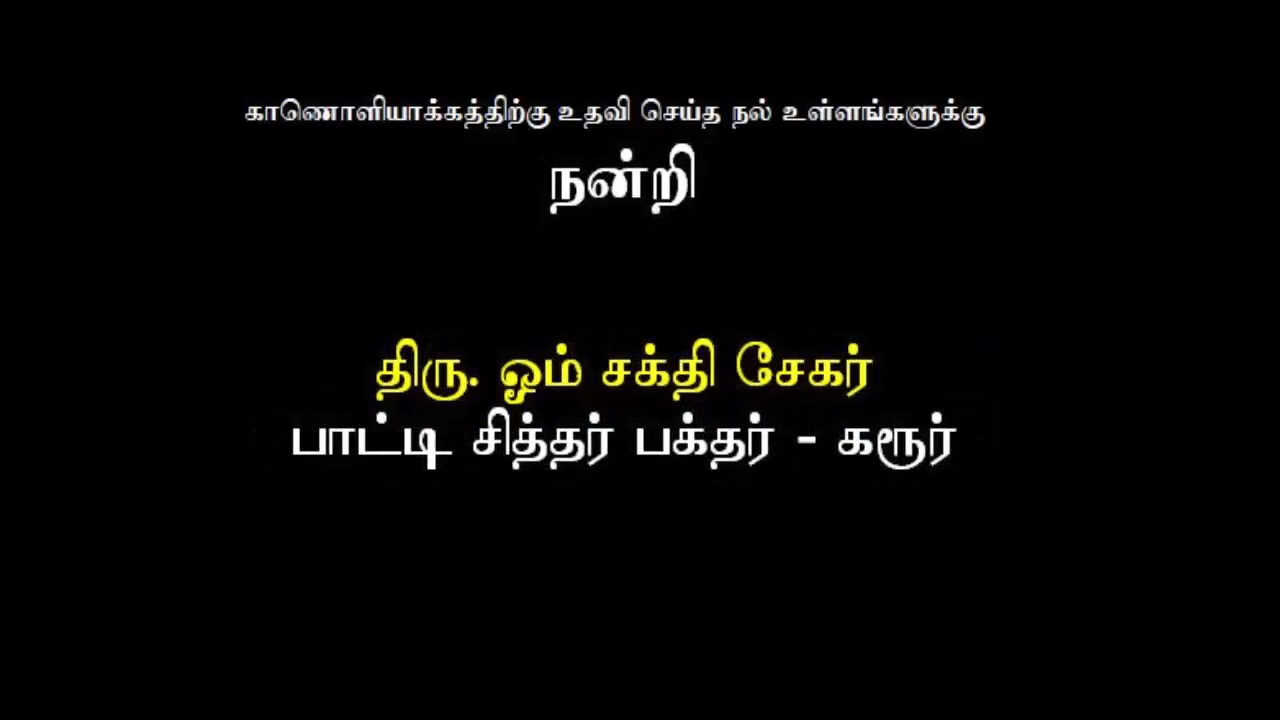 காணொளியாக்கத்திற்கு உதவி செய்த நல் உள்ளங்களுக்கு
நன்றி
திரு. ஓம் சக்தி சேகர்
பாட்டி சித்தர் பக்தர் - கரூர்